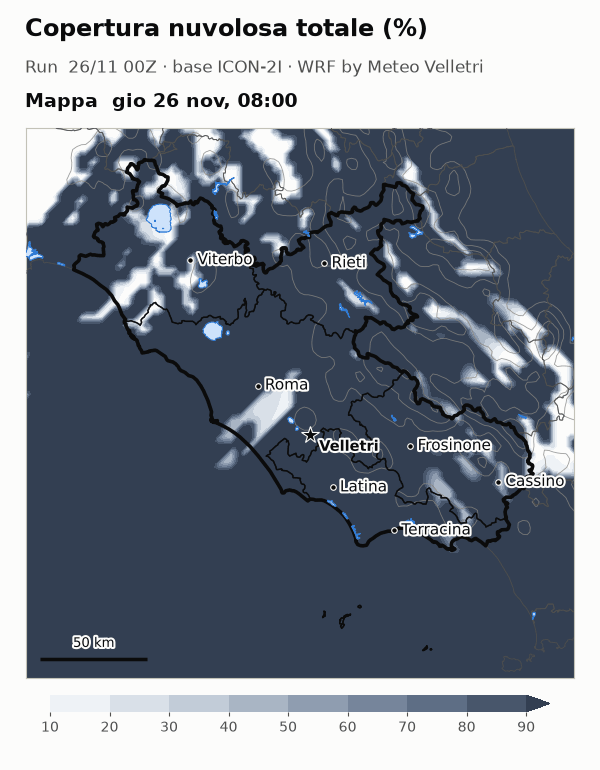 Copertura nuvolosa totale (%)
Run  26/11 00Z · base ICON-2I · WRF by Meteo Velletri
Mappa  gio 26 nov, 08:00
Viterbo
Rieti
Roma
Velletri
Frosinone
Cassino
Latina
Terracina
50 km
10 20 30 40 50 60 70 80 90